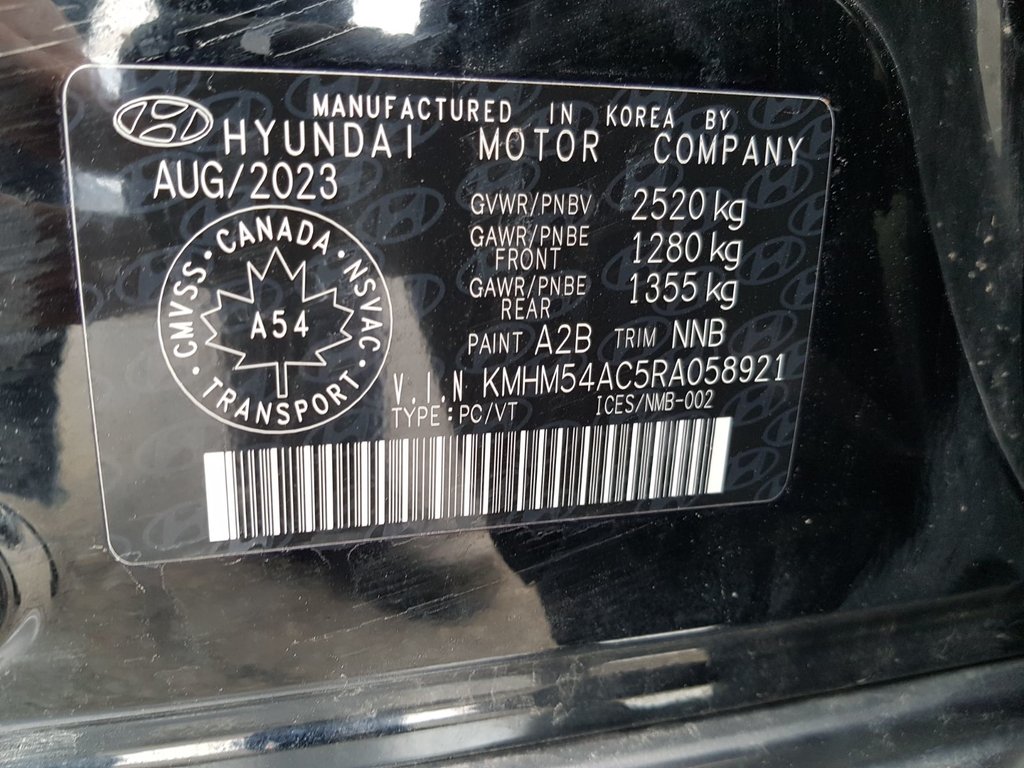 MANUFACTURED IN KOREA BY
HYUNDAI MOTOR COMPANY
AUG/2023
GVWR/PNBV 2520 kg
GAWR/PNBE FRONT 1280 kg
GAWR/PNBE REAR 1355 kg
PAINT A2B TRIM NNB
V.I.N KMHM54AC5RA058921
TYPE:PC/VT ICES/NMB-002
CANADA
CMVSS · NSVAC
A54
TRANSPORT